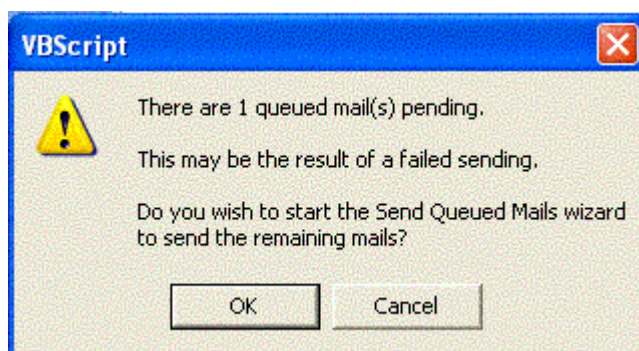 VBScript
There are 1 queued mail(s) pending.
This may be the result of a failed sending.
Do you wish to start the Send Queued Mails wizard
to send the remaining mails?
OK
Cancel